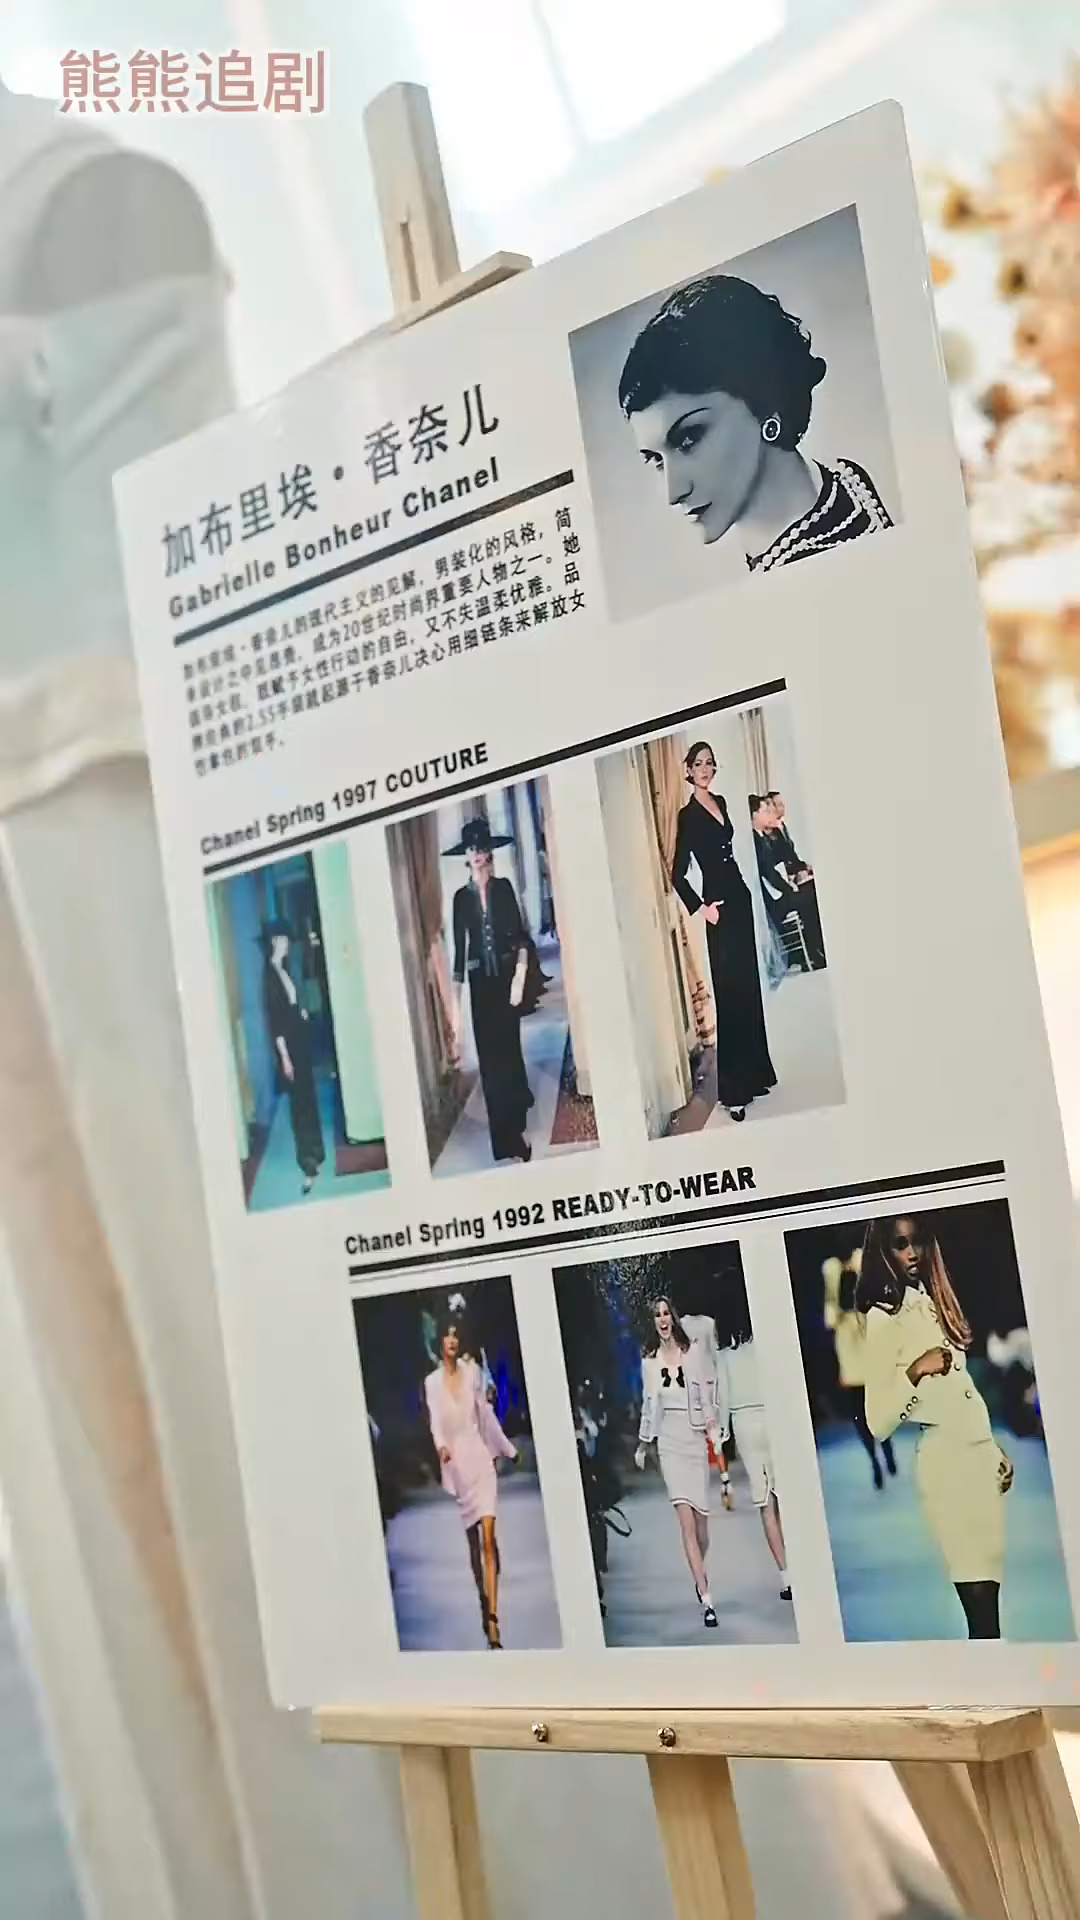 熊熊追剧
加布里埃·香奈儿
Gabrielle Bonheur Chanel
加布里埃·香奈儿的现代主义的见解，男装化的风格，简
单设计之中见昂贵，成为20世纪时尚界重要人物之一。她
倡导女权，既赋予女性行动的自由，又不失温柔优雅。品
牌经典的2.55手袋就起源于香奈儿决心用细链条来解放女
性拿包的双手。
Chanel Spring 1997 COUTURE
Chanel Spring 1992 READY-TO-WEAR